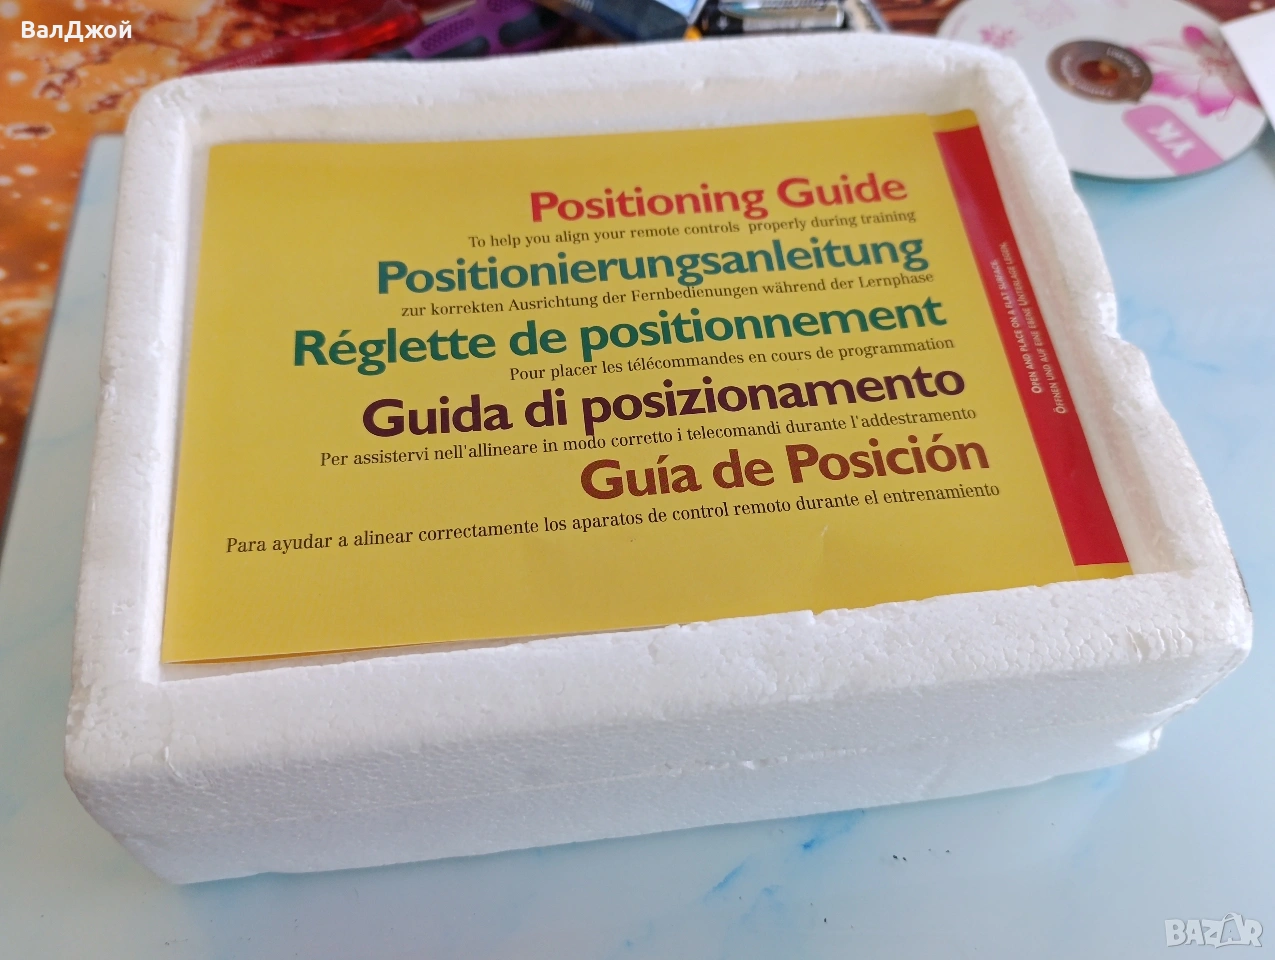 ВалДжой
Positioning Guide
To help you align your remote controls properly during training
Positionierungsanleitung
zur korrekten Ausrichtung der Fernbedienungen während der Lernphase
Réglette de positionnement
Pour placer les télécommandes en cours de programmation
Guida di posizionamento
Per assistervi nell'allineare in modo corretto i telecomandi durante l'addestramento
Guía de Posición
Para ayudar a alinear correctamente los aparatos de control remoto durante el entrenamiento
OPEN AND PLACE ON A FLAT SURFACE.
ÖFFNEN UND AUF EINE EBENE UNTERLAGE LEGEN.
YK
BAZAR